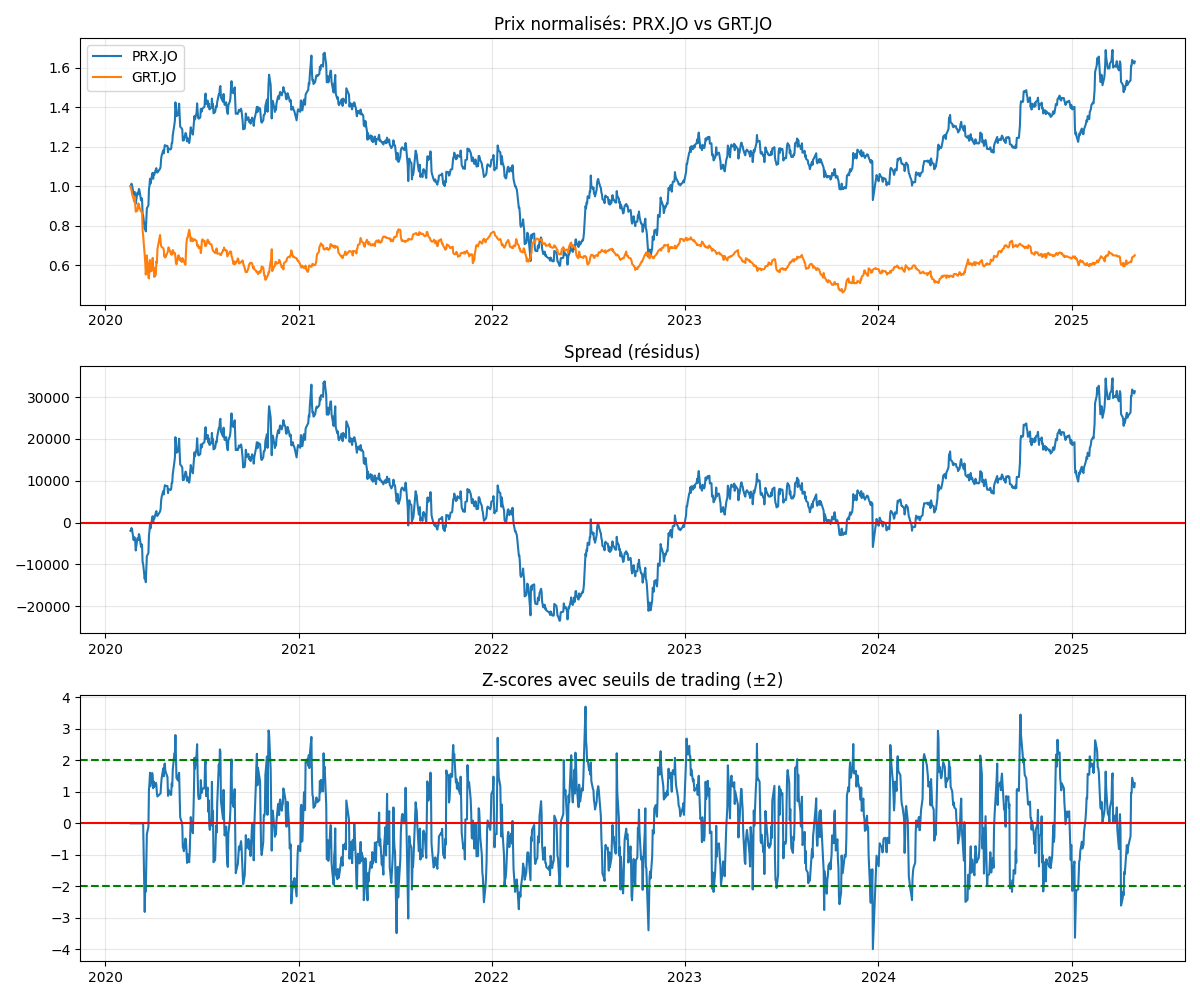 Prix normalisés: PRX.JO vs GRT.JO
PRX.JO
GRT.JO
1.6
1.4
1.2
1.0
0.8
0.6
2020 2021 2022 2023 2024 2025
Spread (résidus)
30000
20000
10000
0
−10000
−20000
2020 2021 2022 2023 2024 2025
Z-scores avec seuils de trading (±2)
4
3
2
1
0
−1
−2
−3
−4
2020 2021 2022 2023 2024 2025